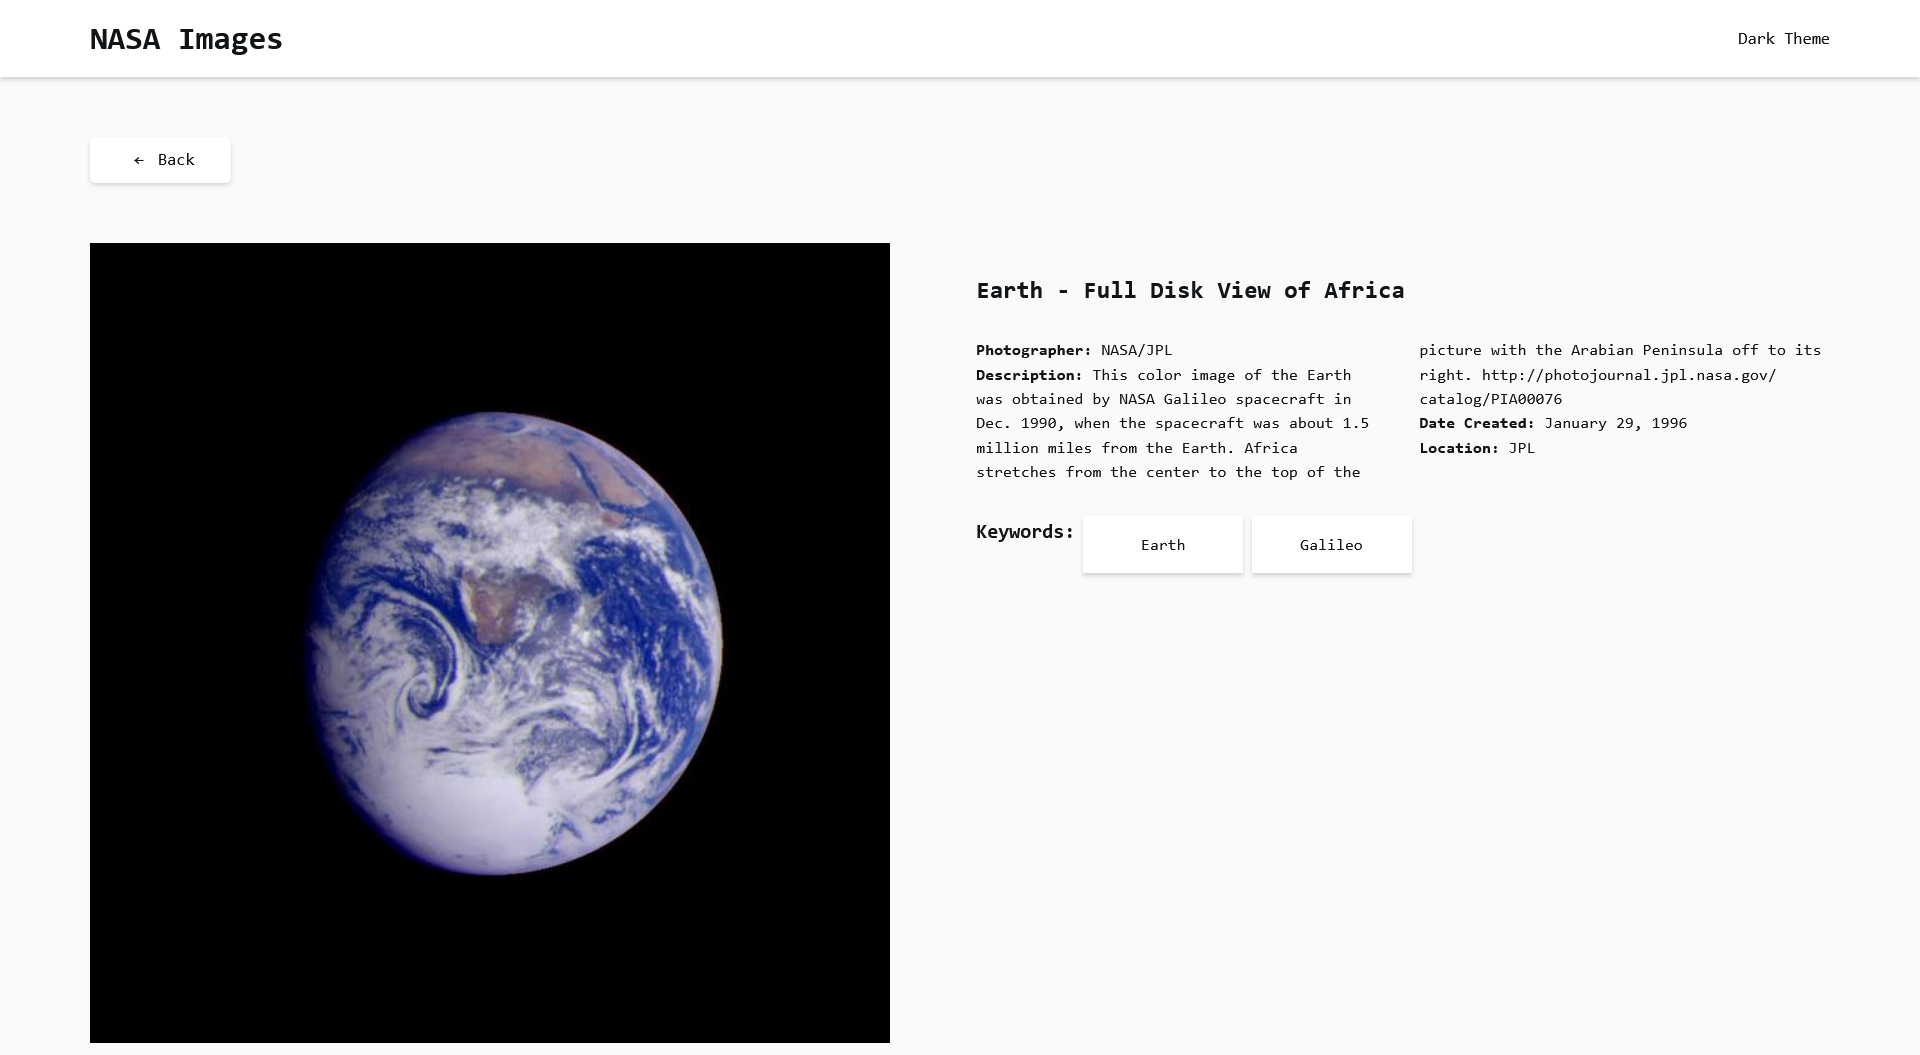 NASA Images
Dark Theme
← Back
Earth - Full Disk View of Africa
Photographer: NASA/JPL
Description: This color image of the Earth
was obtained by NASA Galileo spacecraft in
Dec. 1990, when the spacecraft was about 1.5
million miles from the Earth. Africa
stretches from the center to the top of the
picture with the Arabian Peninsula off to its
right. http://photojournal.jpl.nasa.gov/
catalog/PIA00076
Date Created: January 29, 1996
Location: JPL
Keywords:
Earth
Galileo